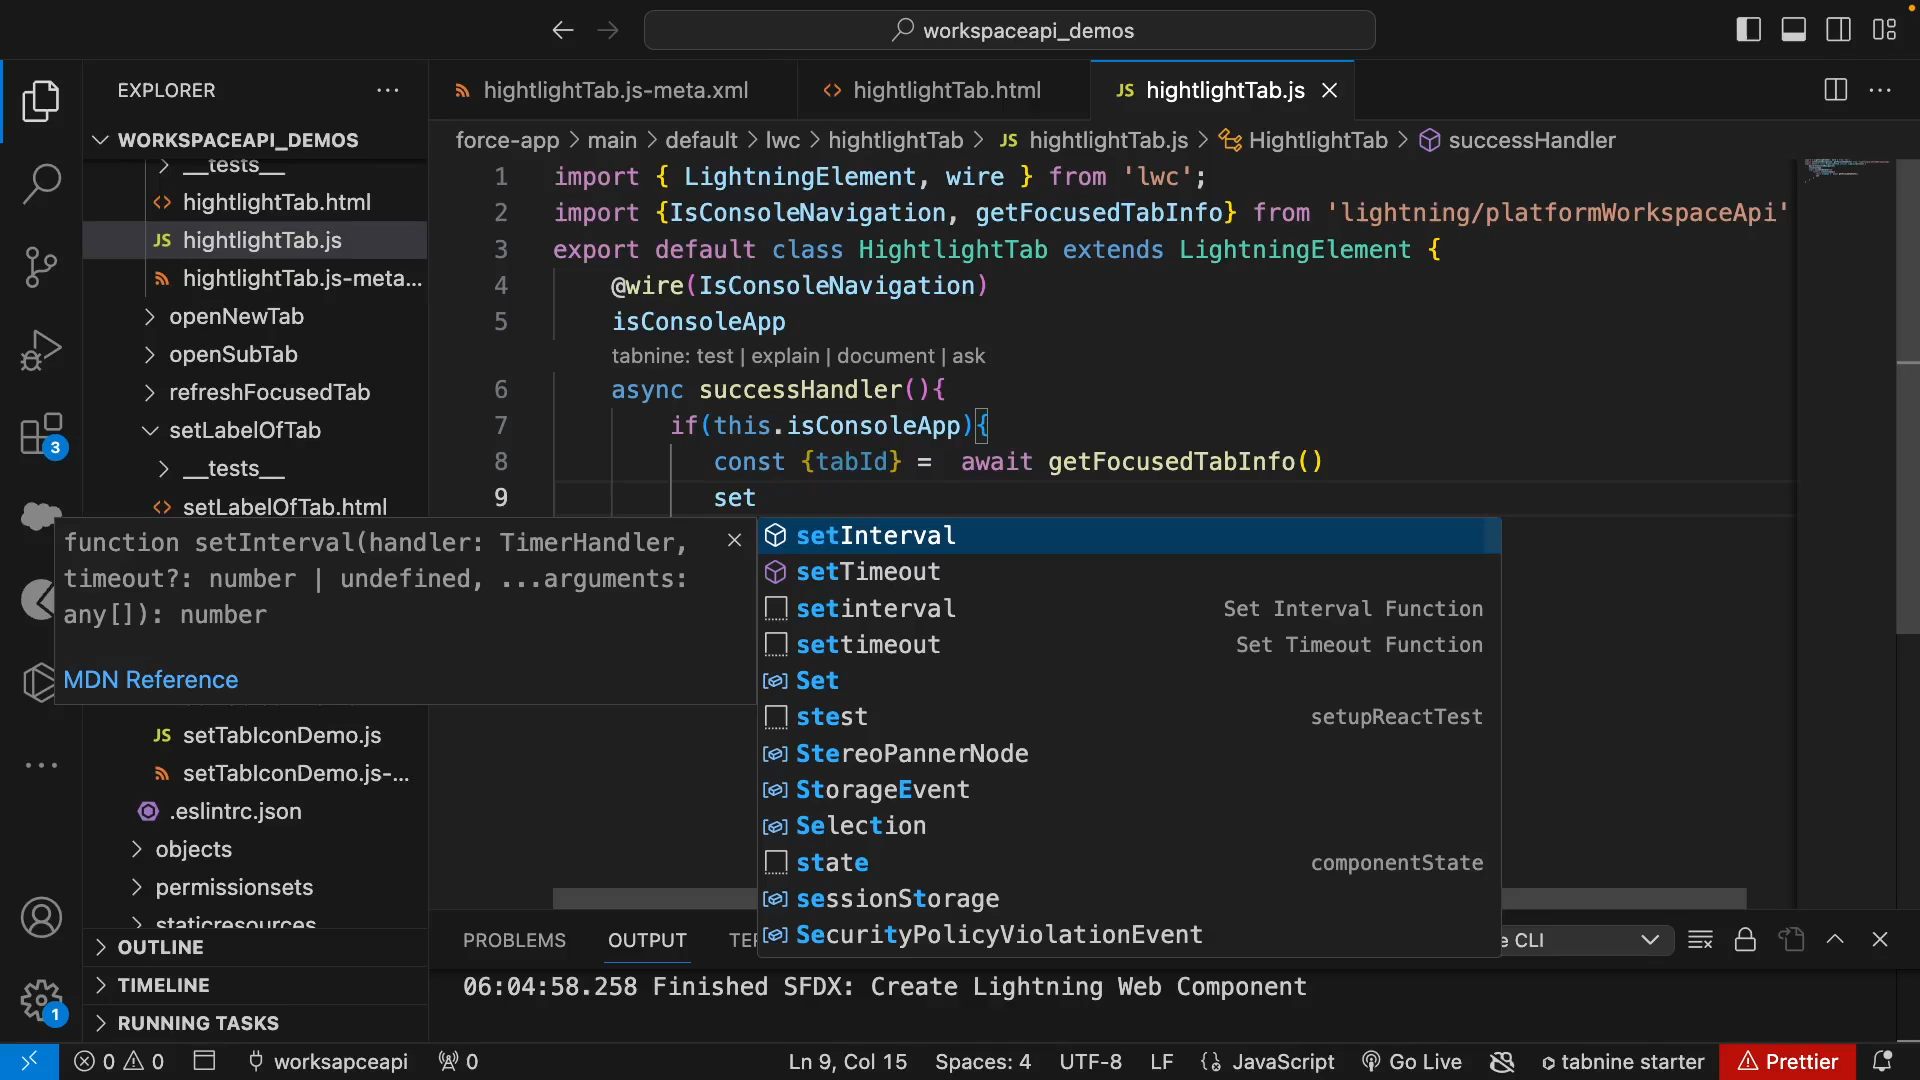 workspaceapi_demos
EXPLORER
WORKSPACEAPI_DEMOS
__tests__
hightlightTab.html
hightlightTab.js
hightlightTab.js-meta...
openNewTab
openSubTab
refreshFocusedTab
setLabelOfTab
__tests__
setLabelOfTab.html
setTabIconDemo.js
setTabIconDemo.js-...
.eslintrc.json
objects
permissionsets
staticresources
OUTLINE
TIMELINE
RUNNING TASKS
3
1
hightlightTab.js-meta.xml
hightlightTab.html
JS hightlightTab.js
force-app > main > default > lwc > hightlightTab > JS hightlightTab.js > HightlightTab > successHandler
1 import { LightningElement, wire } from 'lwc';
2 import {IsConsoleNavigation, getFocusedTabInfo} from 'lightning/platformWorkspaceApi'
3 export default class HightlightTab extends LightningElement {
4 @wire(IsConsoleNavigation)
5 isConsoleApp
tabnine: test | explain | document | ask
6 async successHandler(){
7 if(this.isConsoleApp){
8 const {tabId} =  await getFocusedTabInfo()
9 set
function setInterval(handler: TimerHandler,
timeout?: number | undefined, ...arguments:
any[]): number
MDN Reference
setInterval
setTimeout
setinterval Set Interval Function
settimeout Set Timeout Function
Set
stest setupReactTest
StereoPannerNode
StorageEvent
Selection
state componentState
sessionStorage
SecurityPolicyViolationEvent
PROBLEMS OUTPUT
CLI
06:04:58.258 Finished SFDX: Create Lightning Web Component
0 0 worksapceapi 0 Ln 9, Col 15 Spaces: 4 UTF-8 LF {} JavaScript Go Live tabnine starter Prettier